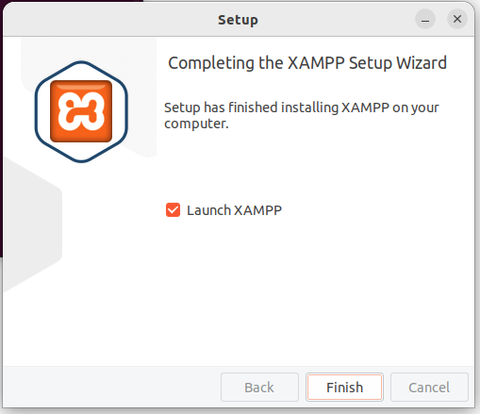 Setup
Completing the XAMPP Setup Wizard
Setup has finished installing XAMPP on your
computer.
Launch XAMPP
Back
Finish
Cancel